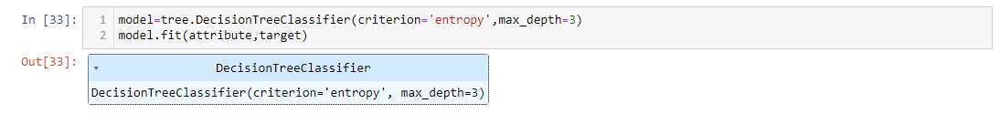 In [33]: 1 model=tree.DecisionTreeClassifier(criterion='entropy',max_depth=3)
2 model.fit(attribute,target)
Out[33]: ▾ DecisionTreeClassifier
DecisionTreeClassifier(criterion='entropy', max_depth=3)